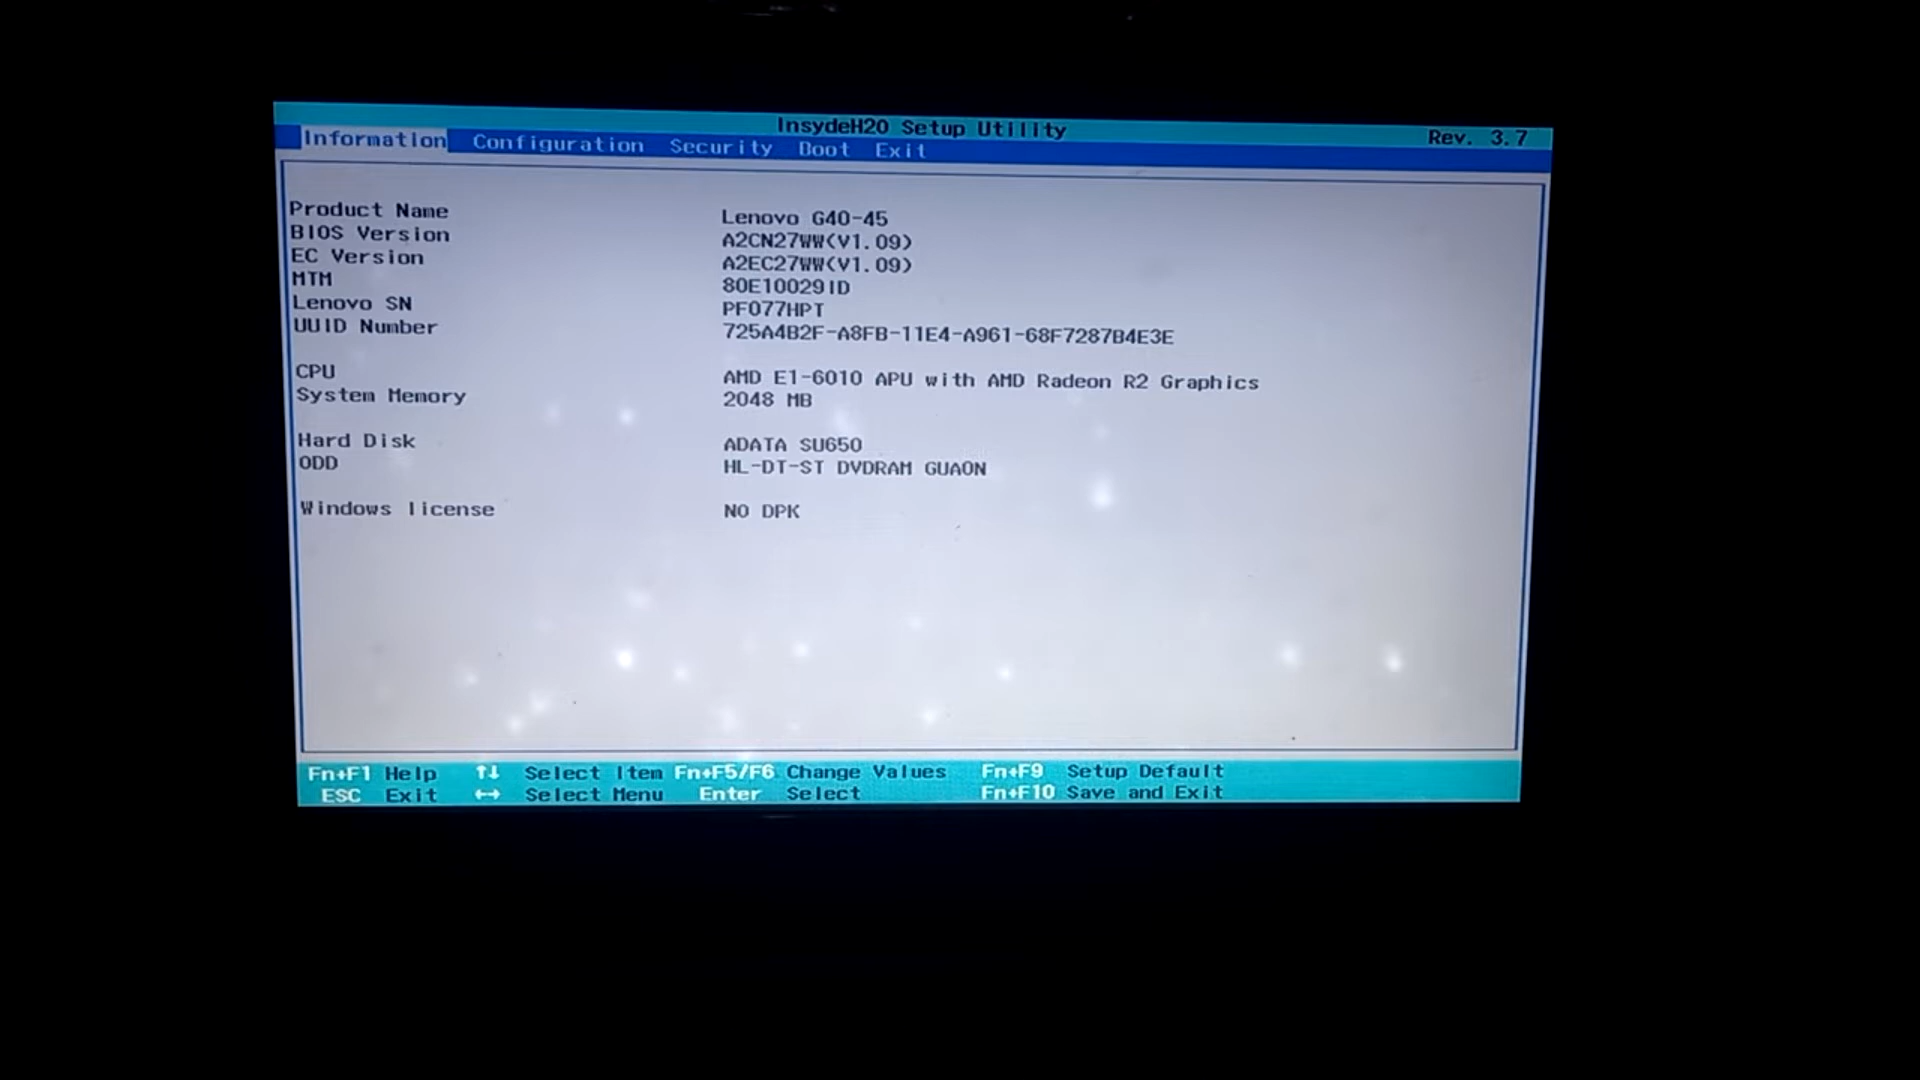 InsydeH20 Setup Utility Rev. 3.7
Information Configuration Security Boot Exit
Product Name Lenovo G40-45
BIOS Version A2CN27WW(V1.09)
EC Version A2EC27WW(V1.09)
MTM 80E10029ID
Lenovo SN PF077HPT
UUID Number 725A4B2F-A8FB-11E4-A961-68F7287B4E3E
CPU AMD E1-6010 APU with AMD Radeon R2 Graphics
System Memory 2048 MB
Hard Disk ADATA SU650
ODD HL-DT-ST DVDRAM GUA0N
Windows license NO DPK
Fn+F1 Help ↑↓ Select Item Fn+F5/F6 Change Values Fn+F9 Setup Default
ESC Exit ↔ Select Menu Enter Select Fn+F10 Save and Exit